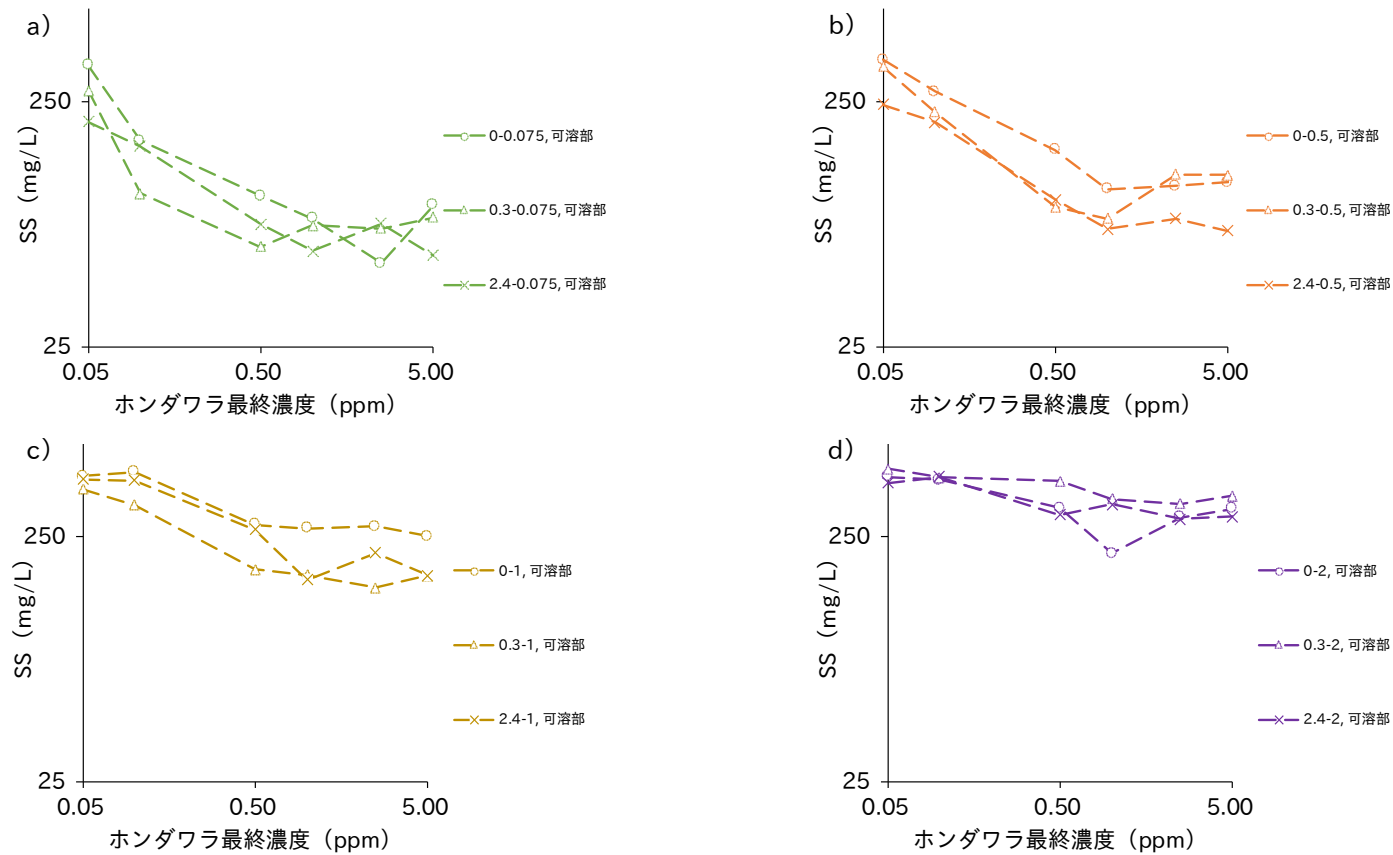 a)
250
25
SS（mg/L）
0.05
0.50
5.00
ホンダワラ最終濃度（ppm）
0-0.075, 可溶部
0.3-0.075, 可溶部
2.4-0.075, 可溶部
b)
250
25
SS（mg/L）
0.05
0.50
5.00
ホンダワラ最終濃度（ppm）
0-0.5, 可溶部
0.3-0.5, 可溶部
2.4-0.5, 可溶部
c)
250
25
SS（mg/L）
0.05
0.50
5.00
ホンダワラ最終濃度（ppm）
0-1, 可溶部
0.3-1, 可溶部
2.4-1, 可溶部
d)
250
25
SS（mg/L）
0.05
0.50
5.00
ホンダワラ最終濃度（ppm）
0-2, 可溶部
0.3-2, 可溶部
2.4-2, 可溶部